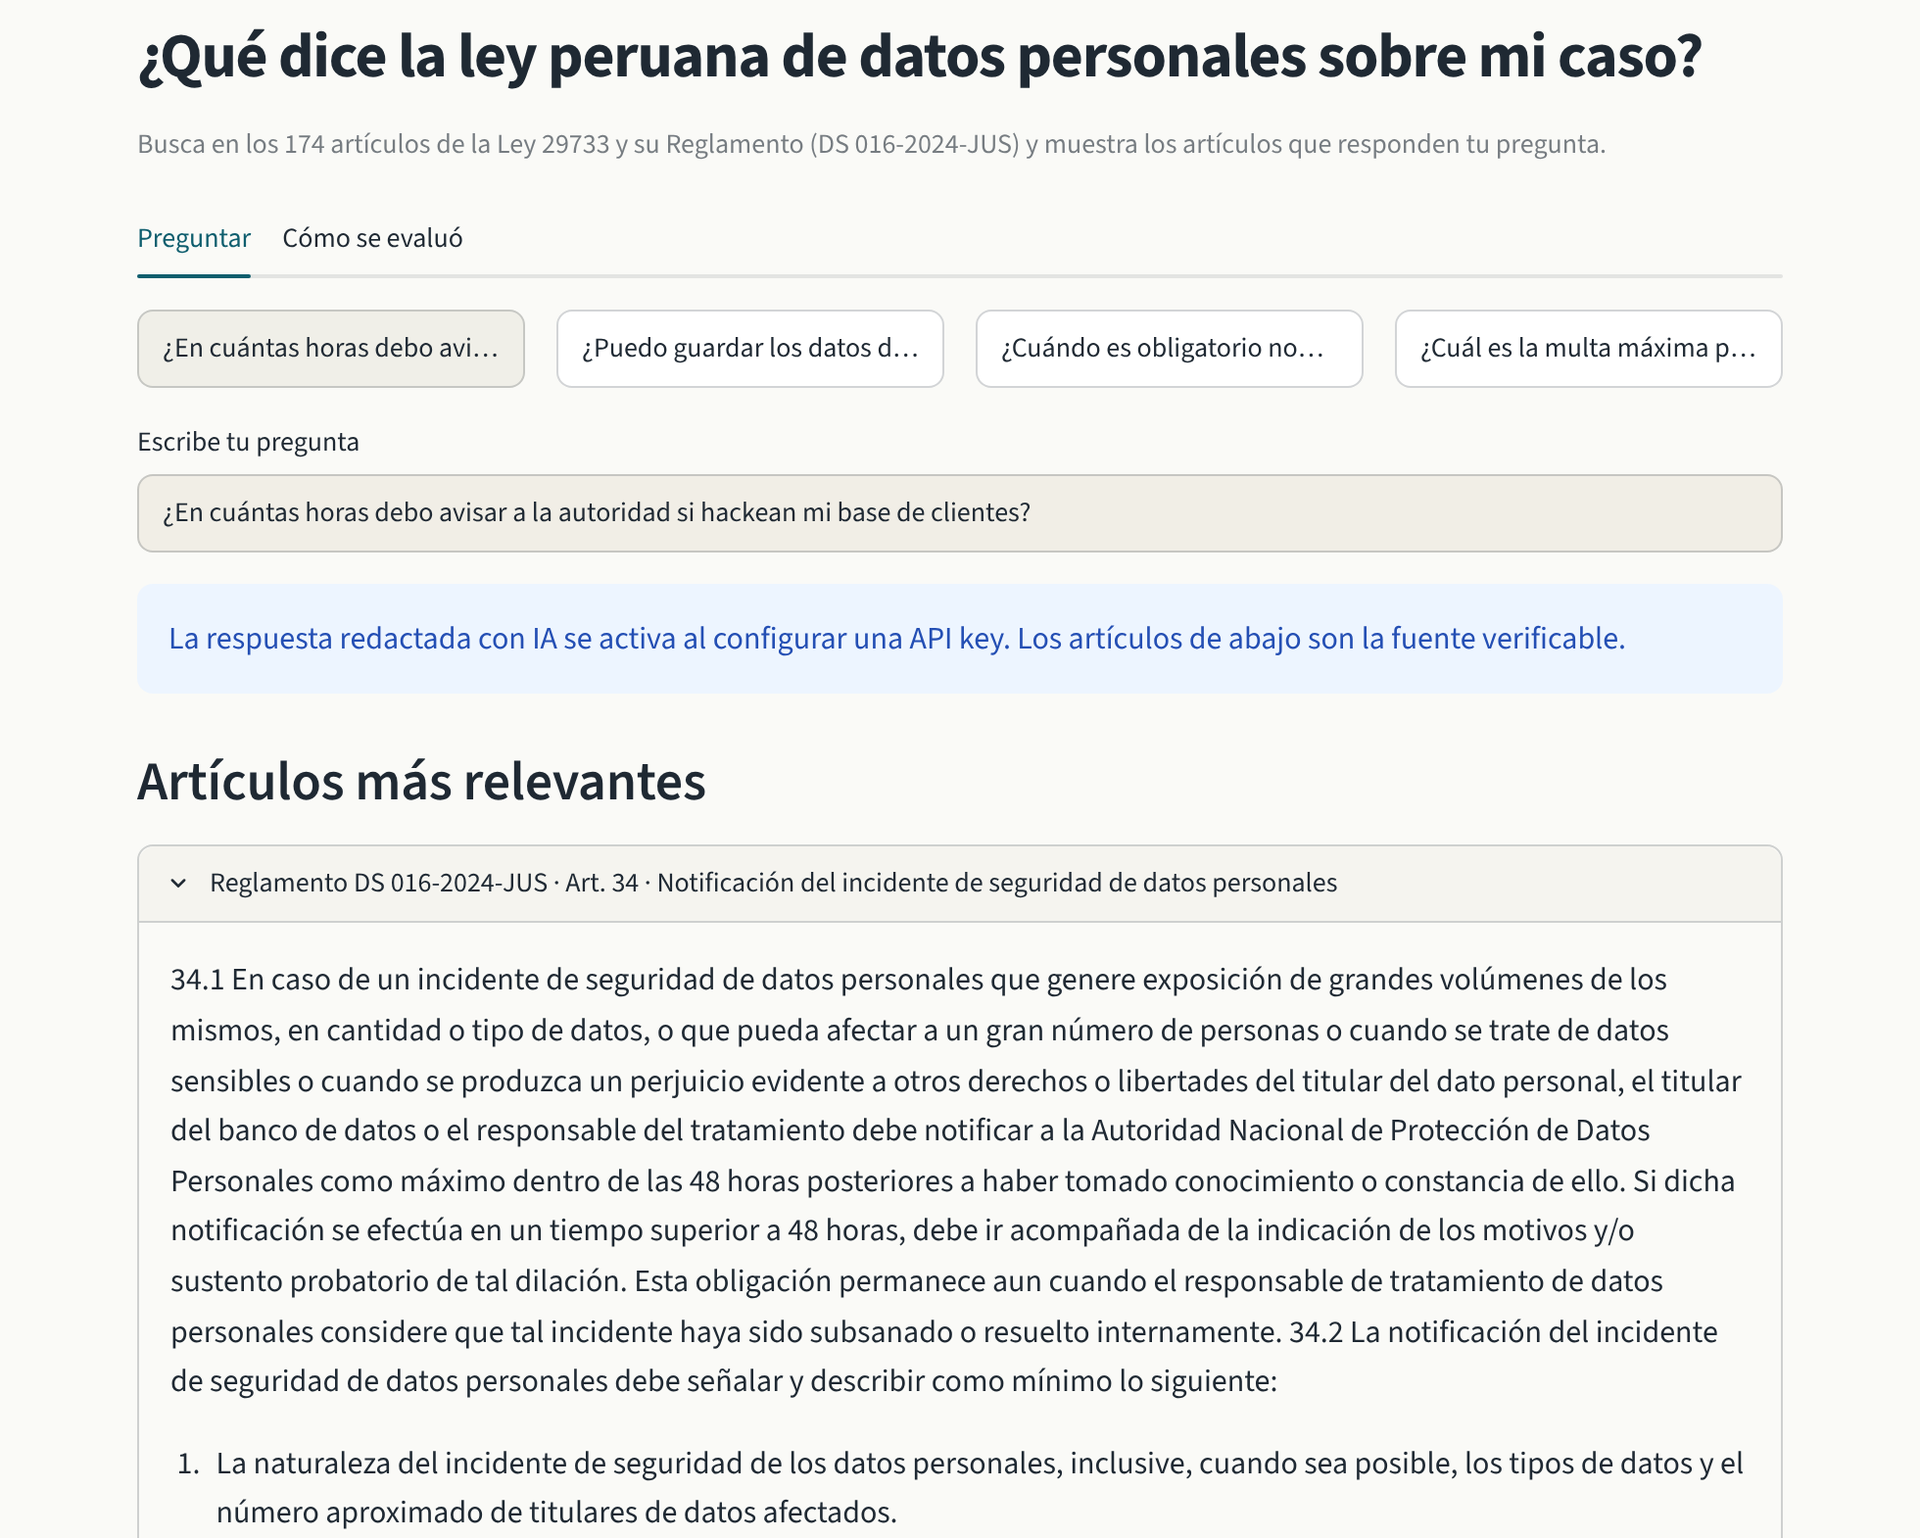 ¿Qué dice la ley peruana de datos personales sobre mi caso?
Busca en los 174 artículos de la Ley 29733 y su Reglamento (DS 016-2024-JUS) y muestra los artículos que responden tu pregunta.
Preguntar
Cómo se evaluó
¿En cuántas horas debo avi…
¿Puedo guardar los datos d…
¿Cuándo es obligatorio no…
¿Cuál es la multa máxima p…
Escribe tu pregunta
¿En cuántas horas debo avisar a la autoridad si hackean mi base de clientes?
La respuesta redactada con IA se activa al configurar una API key. Los artículos de abajo son la fuente verificable.
Artículos más relevantes
Reglamento DS 016-2024-JUS · Art. 34 · Notificación del incidente de seguridad de datos personales
34.1 En caso de un incidente de seguridad de datos personales que genere exposición de grandes volúmenes de los
mismos, en cantidad o tipo de datos, o que pueda afectar a un gran número de personas o cuando se trate de datos
sensibles o cuando se produzca un perjuicio evidente a otros derechos o libertades del titular del dato personal, el titular
del banco de datos o el responsable del tratamiento debe notificar a la Autoridad Nacional de Protección de Datos
Personales como máximo dentro de las 48 horas posteriores a haber tomado conocimiento o constancia de ello. Si dicha
notificación se efectúa en un tiempo superior a 48 horas, debe ir acompañada de la indicación de los motivos y/o
sustento probatorio de tal dilación. Esta obligación permanece aun cuando el responsable de tratamiento de datos
personales considere que tal incidente haya sido subsanado o resuelto internamente. 34.2 La notificación del incidente
de seguridad de datos personales debe señalar y describir como mínimo lo siguiente:
1. La naturaleza del incidente de seguridad de los datos personales, inclusive, cuando sea posible, los tipos de datos y el
número aproximado de titulares de datos afectados.